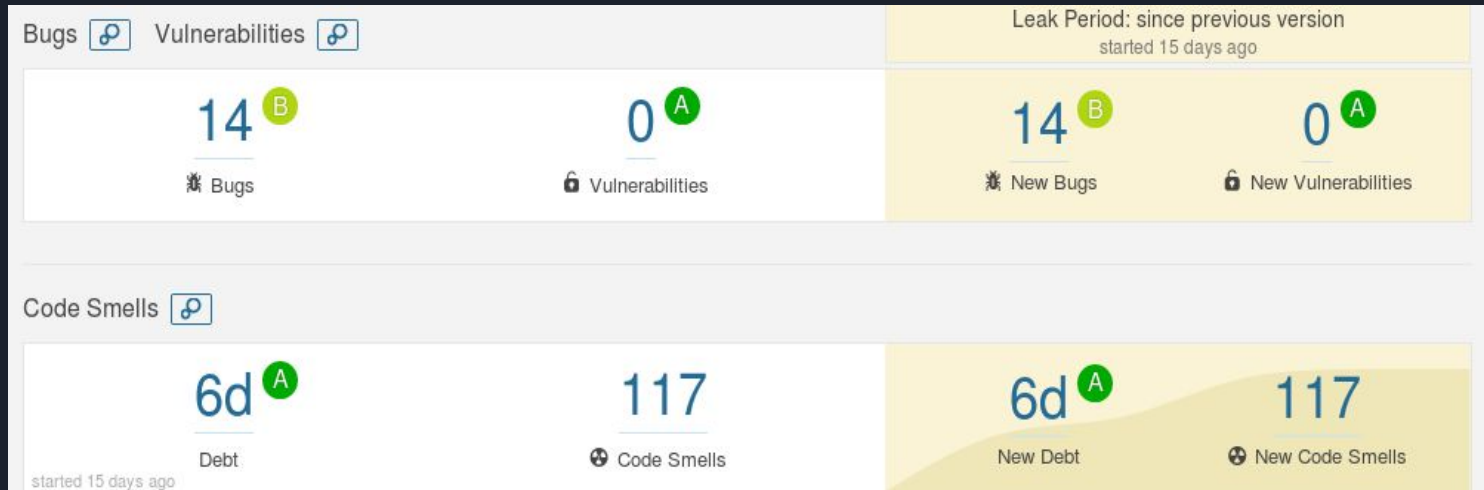 Bugs Vulnerabilities
Leak Period: since previous version
started 15 days ago
14 B
0 A
14 B
0 A
Bugs
Vulnerabilities
New Bugs
New Vulnerabilities
Code Smells
6d A
117
6d A
117
Debt
Code Smells
New Debt
New Code Smells
started 15 days ago